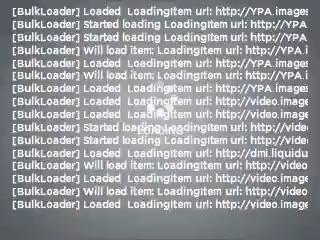 [BulkLoader] Loaded LoadingItem url: http://YPA.images
[BulkLoader] Started loading LoadingItem url: http://YPA
[BulkLoader] Loaded LoadingItem url: http://YPA.images
[BulkLoader] Will load item: LoadingItem url: http://YPA.i
[BulkLoader] Loaded LoadingItem url: http://YPA.images
[BulkLoader] Will load item: LoadingItem url: http://YPA.i
[BulkLoader] Loaded LoadingItem url: http://YPA.images
[BulkLoader] Loaded LoadingItem url: http://video.image
[BulkLoader] Loaded LoadingItem url: http://video.image
[BulkLoader] Started loading LoadingItem url: http://vide
LOADING
[BulkLoader] Started loading LoadingItem url: http://vide
[BulkLoader] Loaded LoadingItem url: http://dmi.liquidu
[BulkLoader] Will load item: LoadingItem url: http://video
[BulkLoader] Loaded LoadingItem url: http://video.image
[BulkLoader] Will load item: LoadingItem url: http://video
[BulkLoader] Loaded LoadingItem url: http://video.image